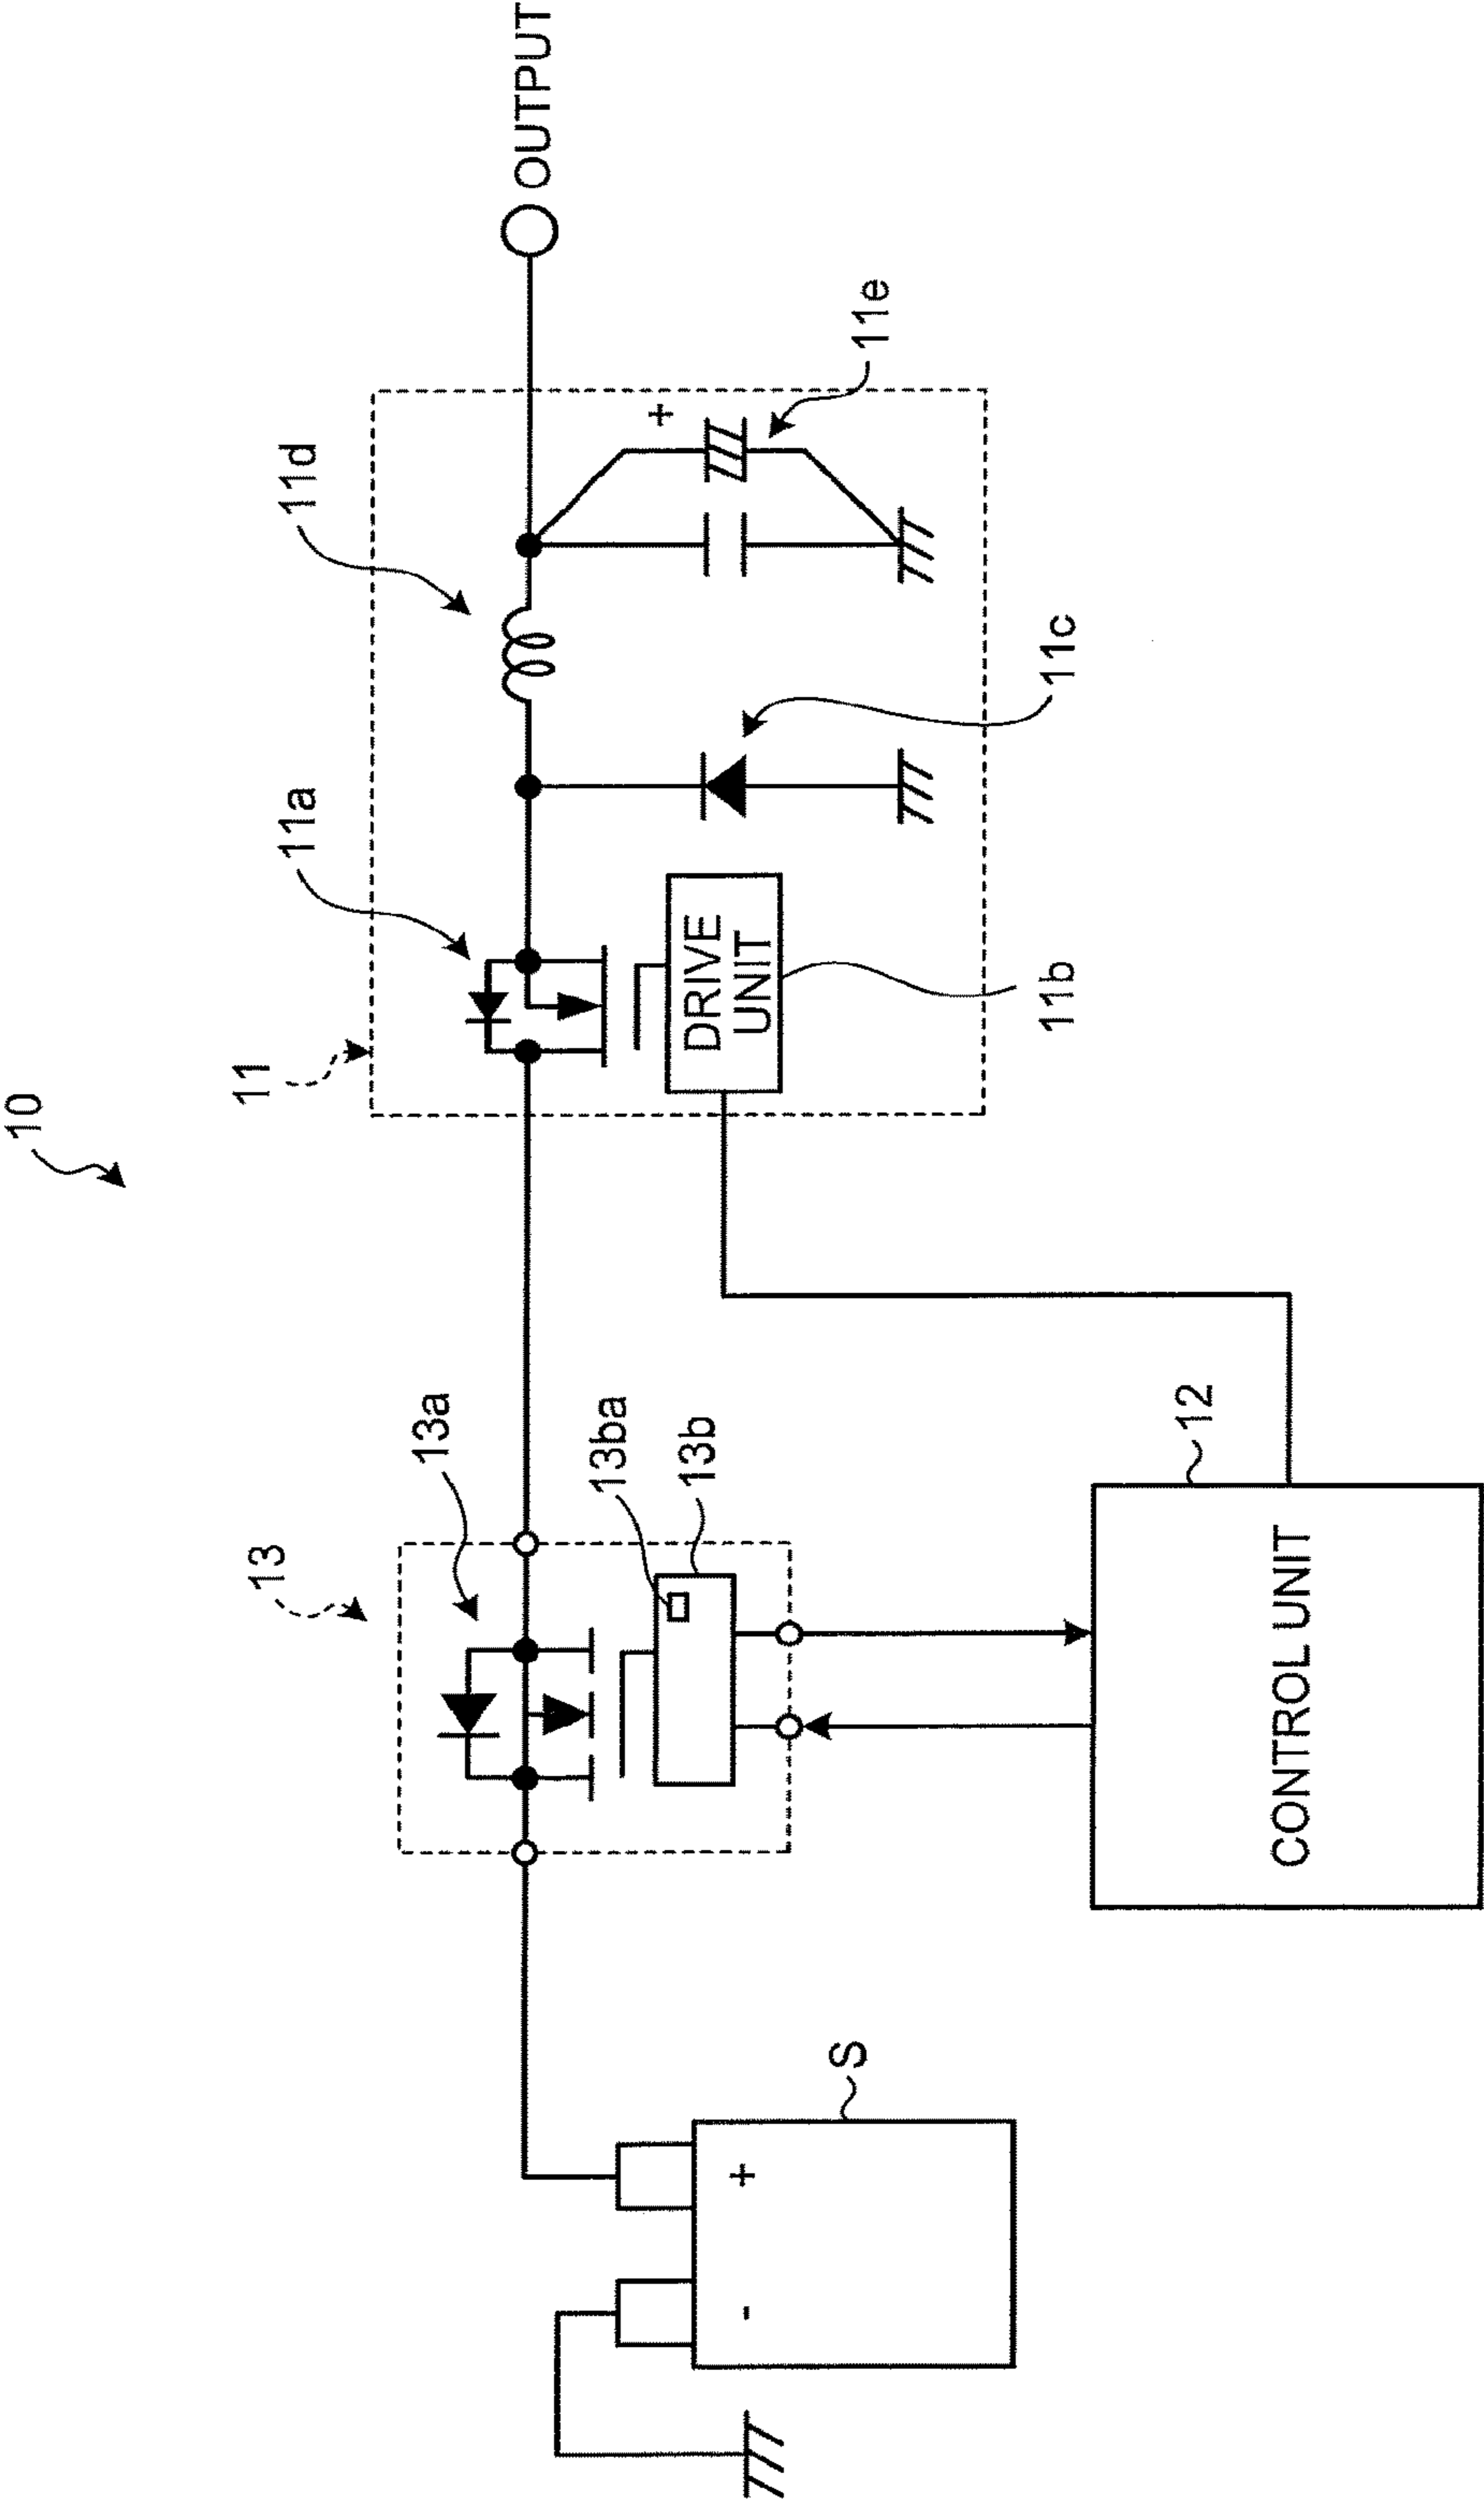 10
11
11a
11d
OUTPUT
+
11e
11c
DRIVE
UNIT
11b
13
13a
13ba
13b
12
CONTROL UNIT
S
-
+